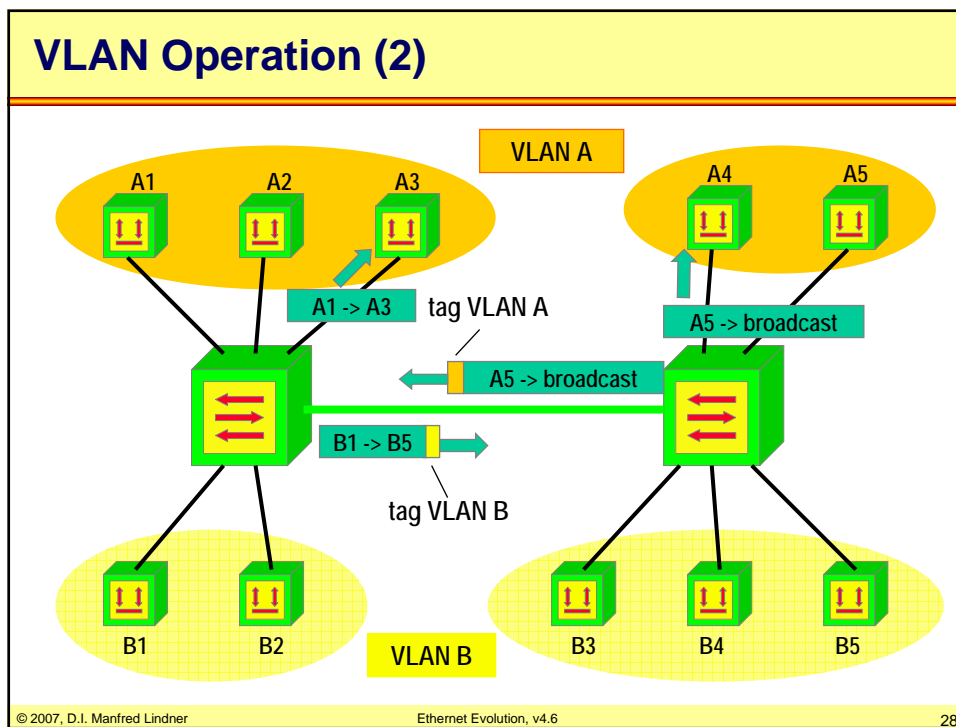 VLAN Operation (2)
VLAN A
A1
A2
A3
A4
A5
A1 -> A3
tag VLAN A
A5 -> broadcast
A5 -> broadcast
B1 -> B5
tag VLAN B
B1
B2
B3
B4
B5
VLAN B
© 2007, D.I. Manfred Lindner
Ethernet Evolution, v4.6
28